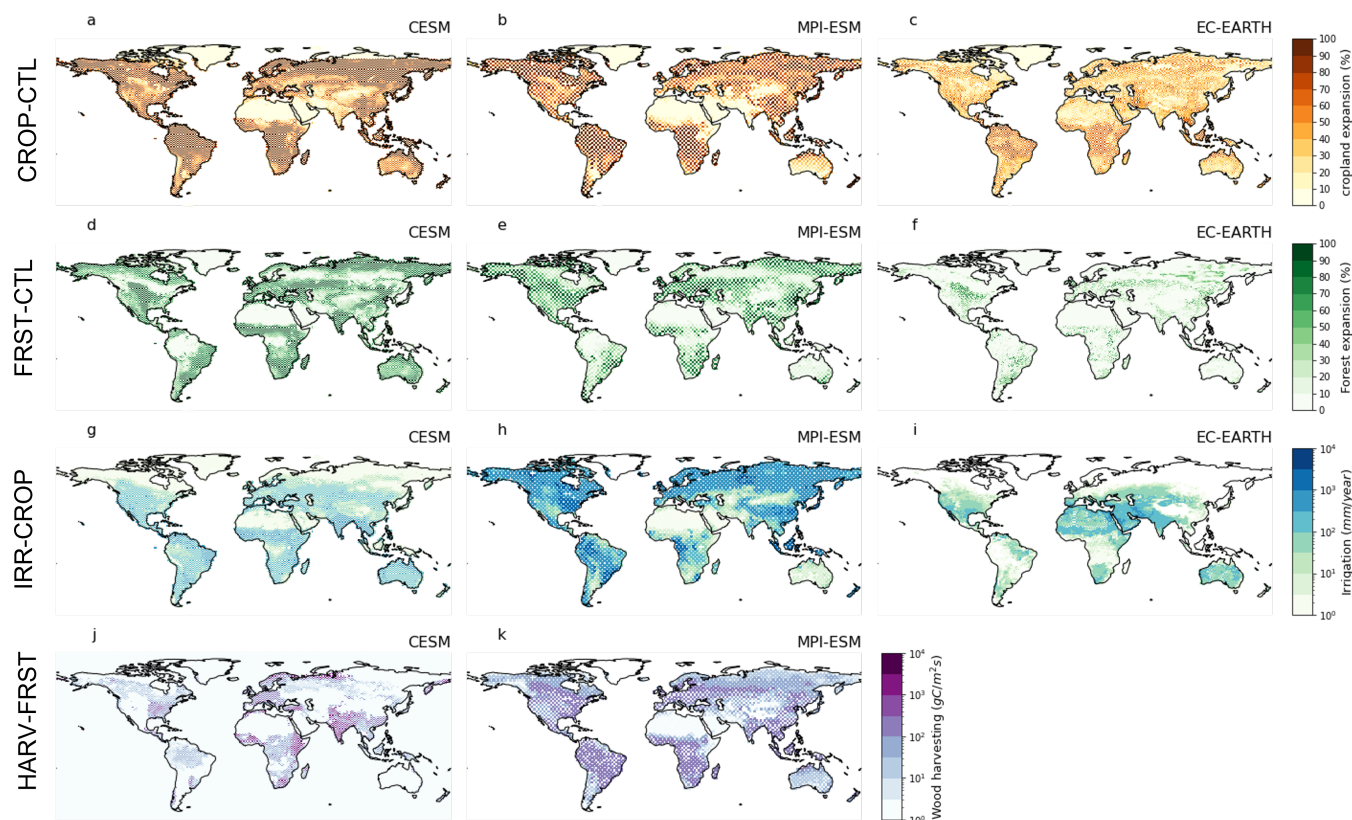 a
CESM
b
MPI-ESM
c
EC-EARTH
CROP-CTL
100
90
80
70
60
50
40
30
20
10
0
cropland expansion (%)
d
CESM
e
MPI-ESM
f
EC-EARTH
FRST-CTL
100
90
80
70
60
50
40
30
20
10
0
Forest expansion (%)
g
CESM
h
MPI-ESM
i
EC-EARTH
IRR-CROP
10⁴
10³
10²
10¹
10⁰
Irrigation (mm/year)
j
CESM
k
MPI-ESM
HARV-FRST
10⁴
10³
10²
10¹
10⁰
Wood harvesting (gC/m²s)